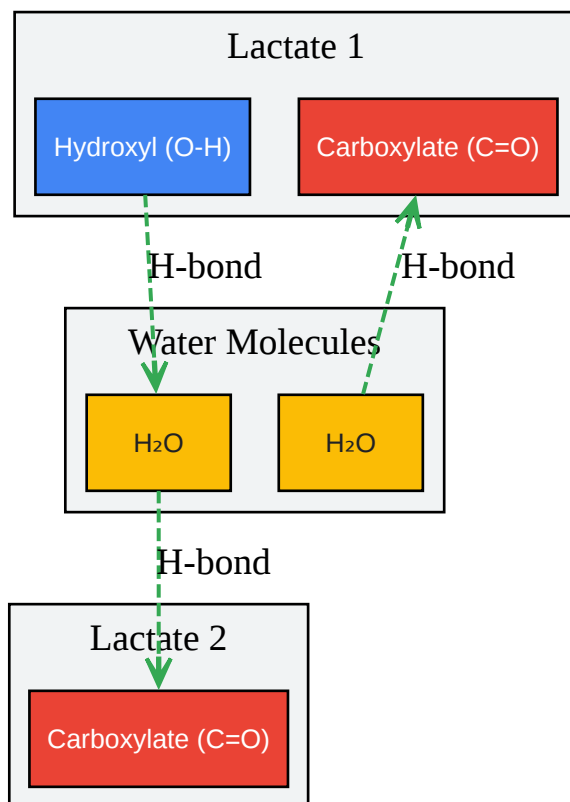 Lactate 1
Hydroxyl (O-H)
Carboxylate (C=O)
H-bond
H-bond
Water Molecules
H₂O
H₂O
H-bond
Lactate 2
Carboxylate (C=O)